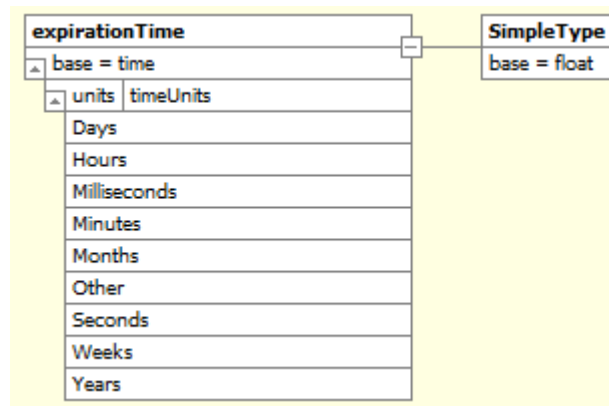 expirationTime
base = time
units timeUnits
Days
Hours
Milliseconds
Minutes
Months
Other
Seconds
Weeks
Years
SimpleType
base = float